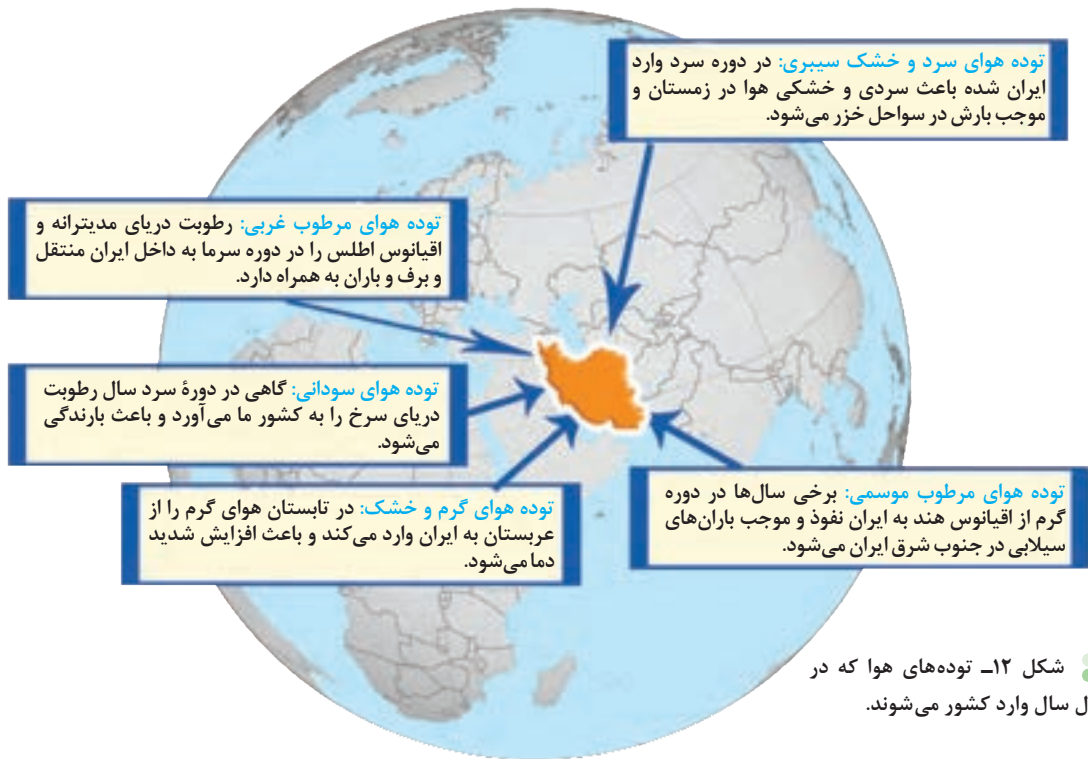 توده هوای سرد و خشک سیبری: در دوره سرد وارد
ایران شده باعث سردی و خشکی هوا در زمستان و
موجب بارش در سواحل خزر می‌شود.
توده هوای مرطوب غربی: رطوبت دریای مدیترانه و
اقیانوس اطلس را در دوره سرما به داخل ایران منتقل
و برف و باران به همراه دارد.
توده هوای سودانی: گاهی در دورۀ سرد سال رطوبت
دریای سرخ را به کشور ما می‌آورد و باعث بارندگی
می‌شود.
توده هوای گرم و خشک: در تابستان هوای گرم را از
عربستان به ایران وارد می‌کند و باعث افزایش شدید
دما می‌شود.
توده هوای مرطوب موسمی: برخی سال‌ها در دوره
گرم از اقیانوس هند به ایران نفوذ و موجب باران‌های
سیلابی در جنوب شرق ایران می‌شود.
شکل ۱۲ـ توده‌های هوا که در
سال وارد کشور می‌شوند.